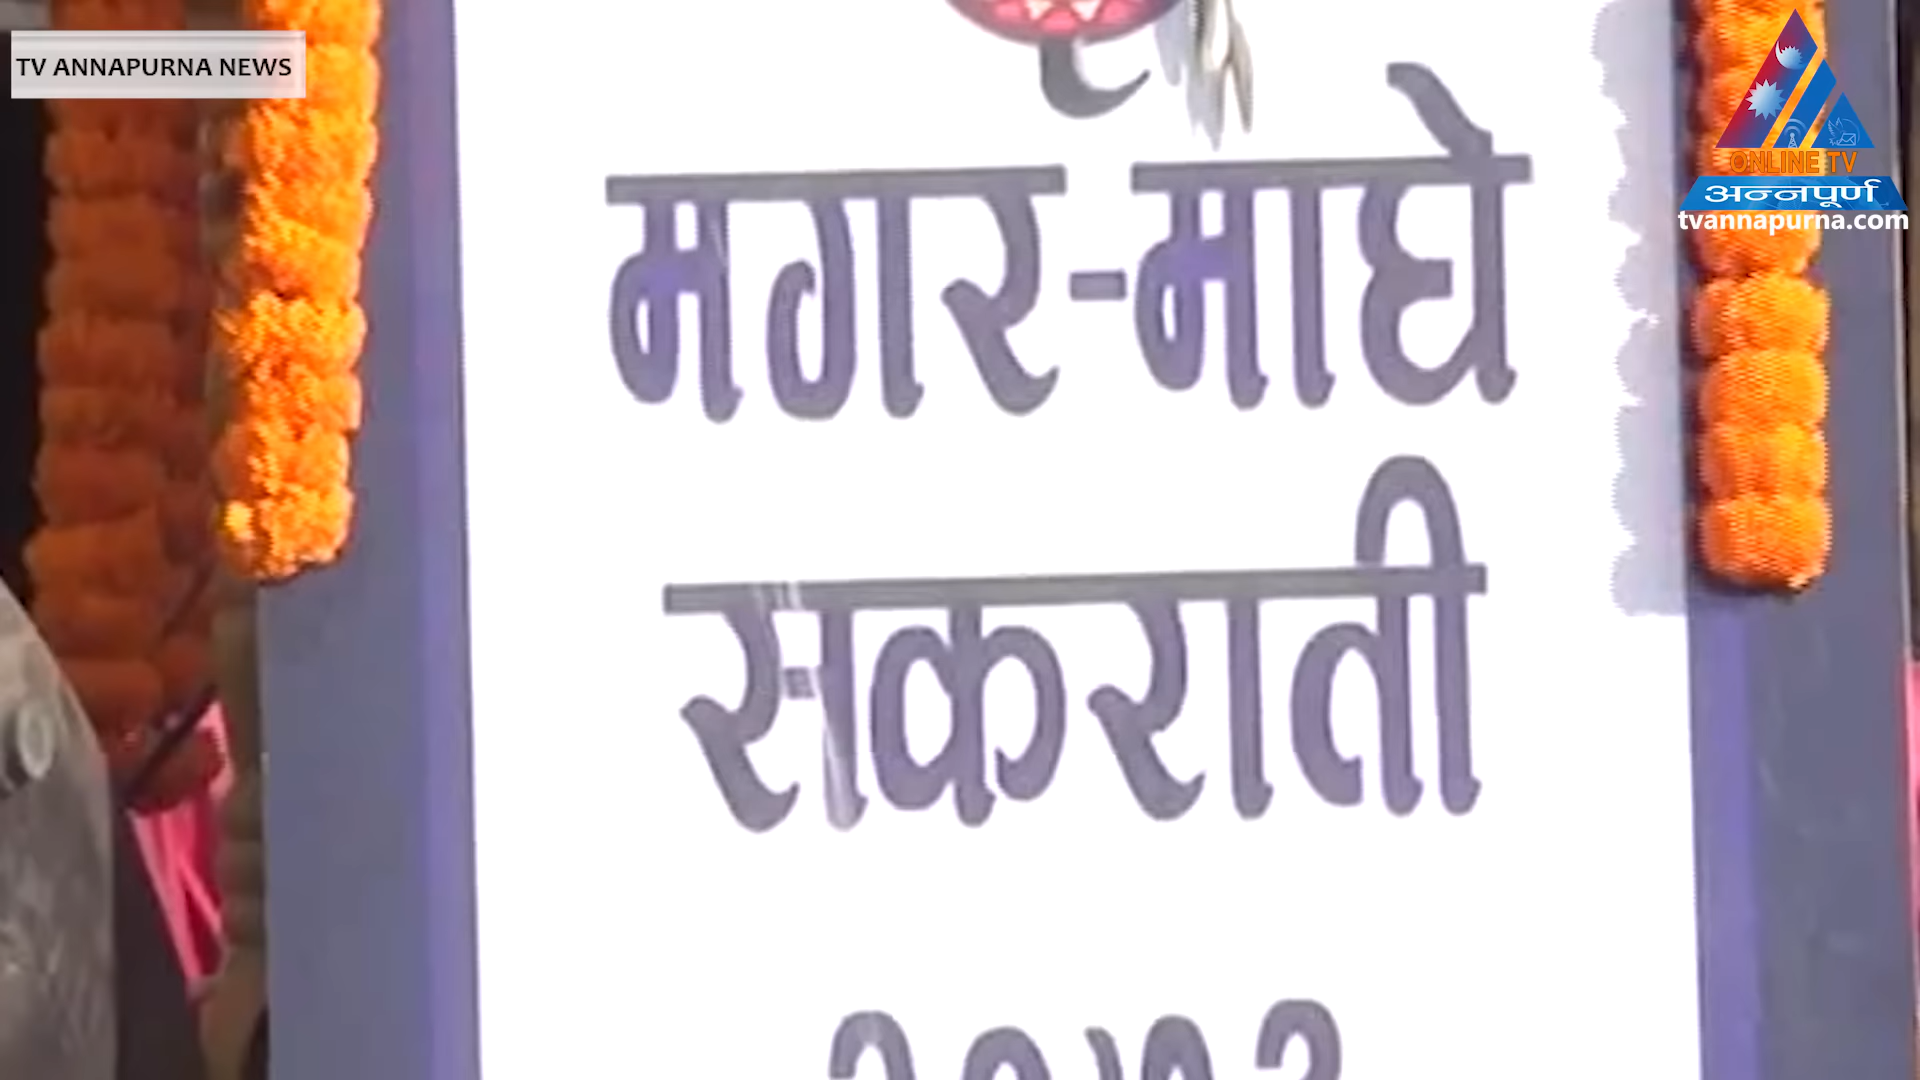 TV ANNAPURNA NEWS
ONLINE TV
अन्नपूर्ण
tvannapurna.com
मगर-माघे
सकराती